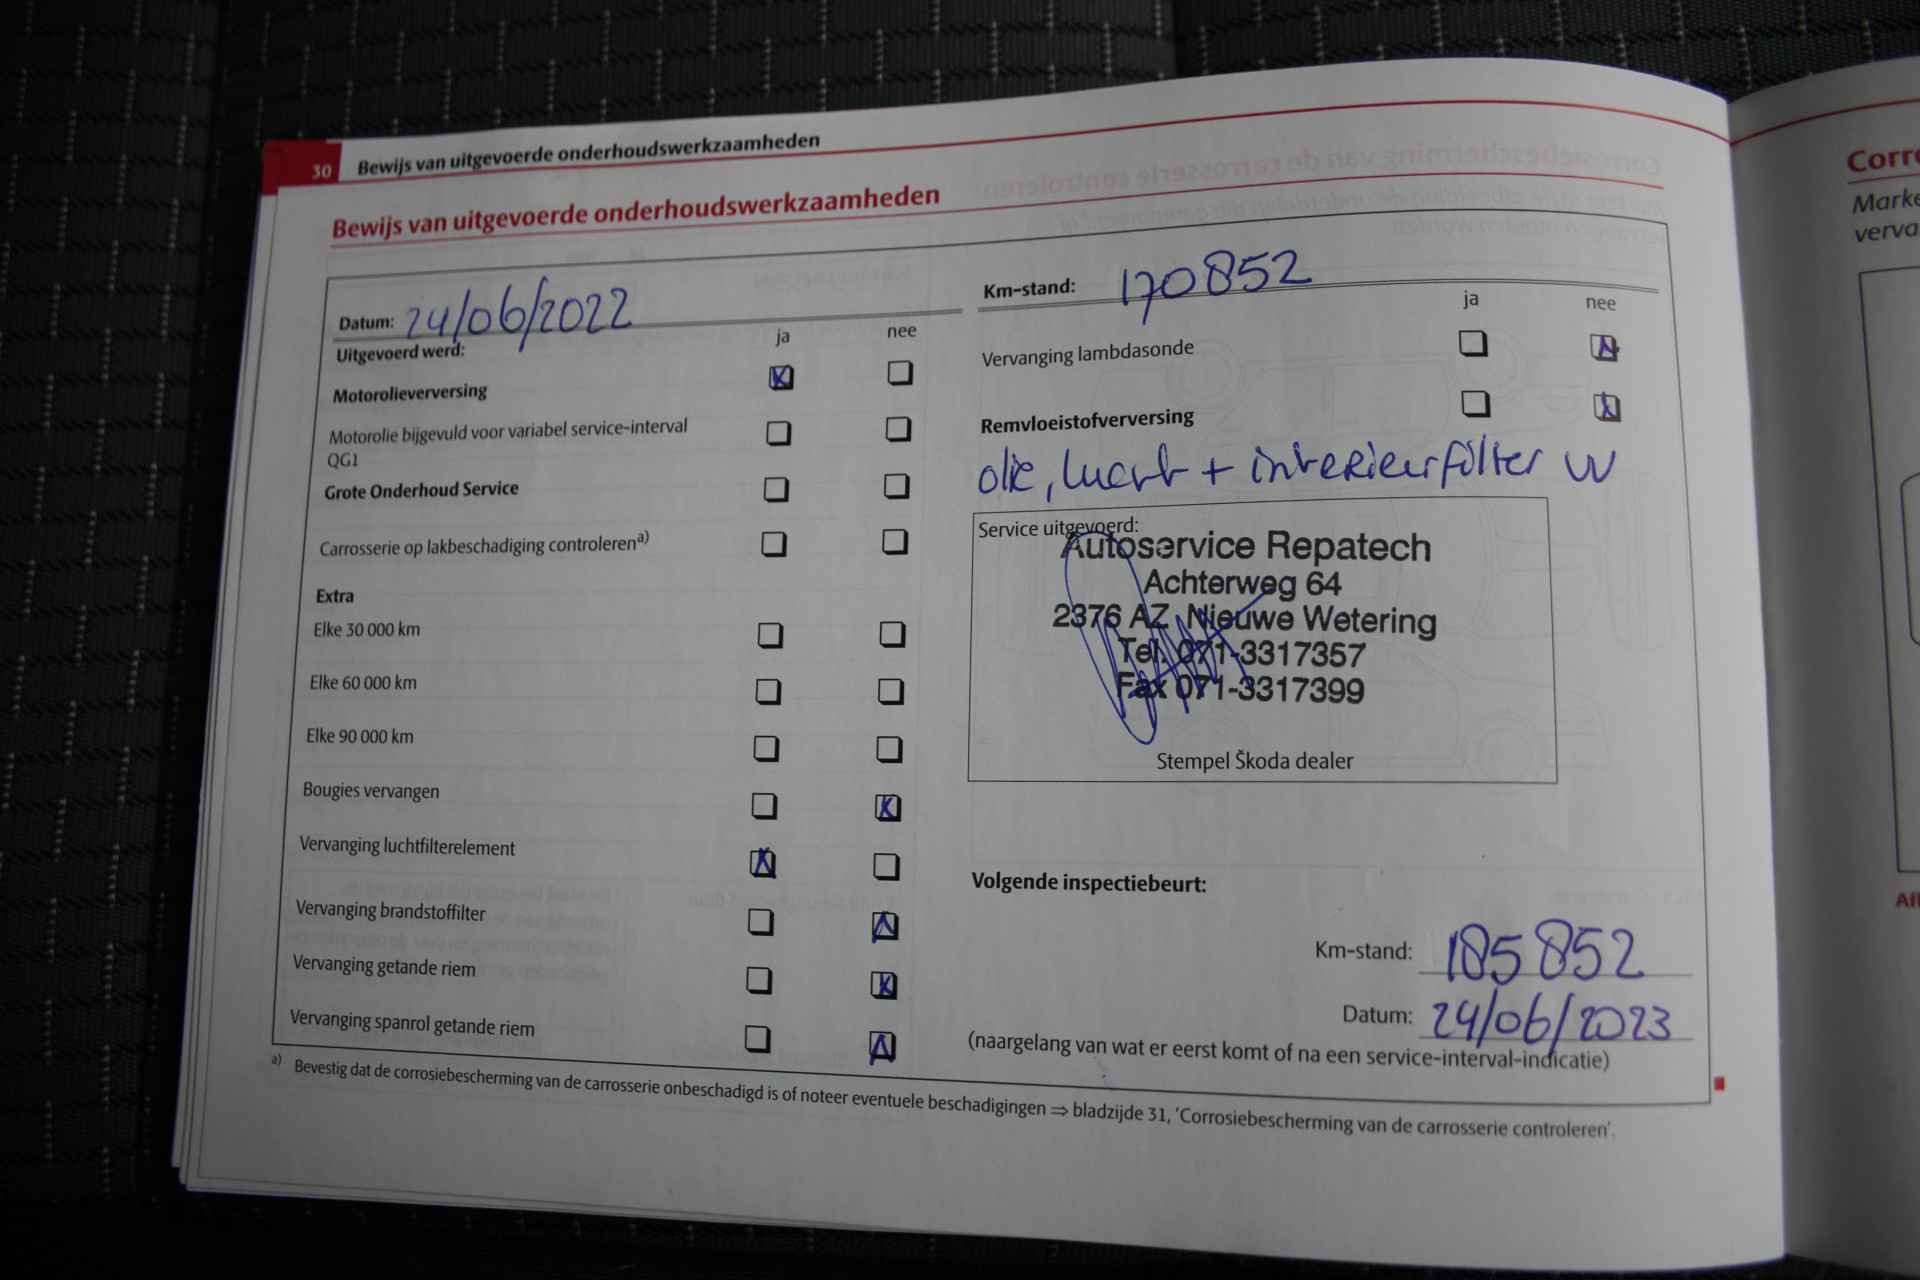 30 Bewijs van uitgevoerde onderhoudswerkzaamheden
Bewijs van uitgevoerde onderhoudswerkzaamheden
Datum: 24/06/2022
Uitgevoerd werd:
ja nee
Motorolieverversing
Motorolie bijgevuld voor variabel service-interval
QG1
Grote Onderhoud Service
Carrosserie op lakbeschadiging controleren a)
Extra
Elke 30 000 km
Elke 60 000 km
Elke 90 000 km
Bougies vervangen
Vervanging luchtfilterelement
Vervanging brandstoffilter
Vervanging getande riem
Vervanging spanrol getande riem
Km-stand: 170852
ja nee
Vervanging lambdasonde
Remvloeistofverversing
olie, lucht + interieurfilter vv
Service uitgevoerd:
Autoservice Repatech
Achterweg 64
2376 AZ Nieuwe Wetering
Tel. 071-3317357
Fax 071-3317399
Stempel Škoda dealer
Volgende inspectiebeurt:
Km-stand: 185852
Datum: 24/06/2023
(naargelang van wat er eerst komt of na een service-interval-indicatie)
a) Bevestig dat de corrosiebescherming van de carrosserie onbeschadigd is of noteer eventuele beschadigingen ⇒ bladzijde 31, 'Corrosiebescherming van de carrosserie controleren'.